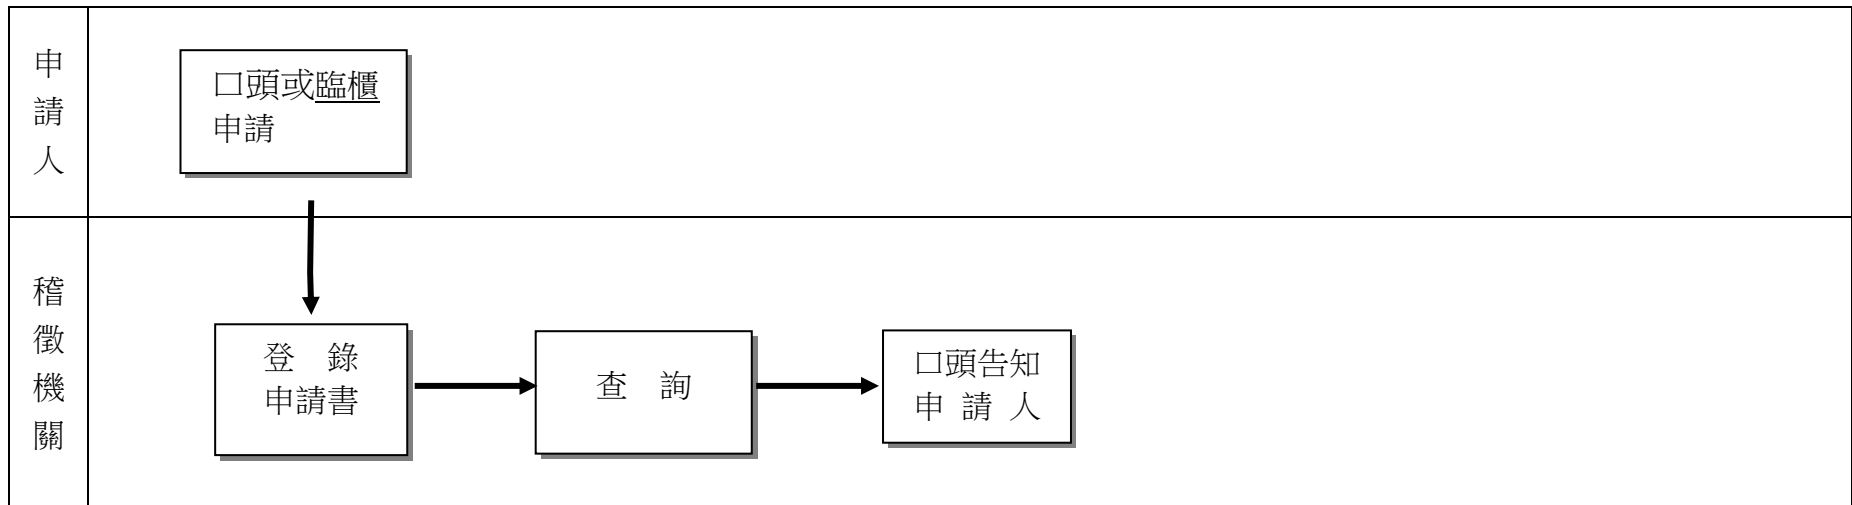 申請人
口頭或臨櫃
申請
稽徵機關
登　錄
申請書
查　詢
口頭告知
申 請 人